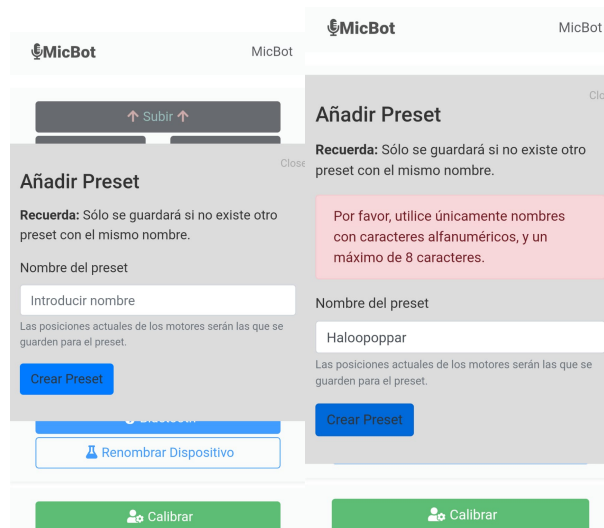 MicBot
MicBot
Subir
Close
Añadir Preset
Recuerda: Sólo se guardará si no existe otro
preset con el mismo nombre.
Nombre del preset
Introducir nombre
Las posiciones actuales de los motores serán las que se
guarden para el preset.
Crear Preset
Renombrar Dispositivo
Calibrar
MicBot
MicBot
Clo
Añadir Preset
Recuerda: Sólo se guardará si no existe otro
preset con el mismo nombre.
Por favor, utilice únicamente nombres
con caracteres alfanuméricos, y un
máximo de 8 caracteres.
Nombre del preset
Haloopoppar
Las posiciones actuales de los motores serán las que se
guarden para el preset.
Crear Preset
Calibrar